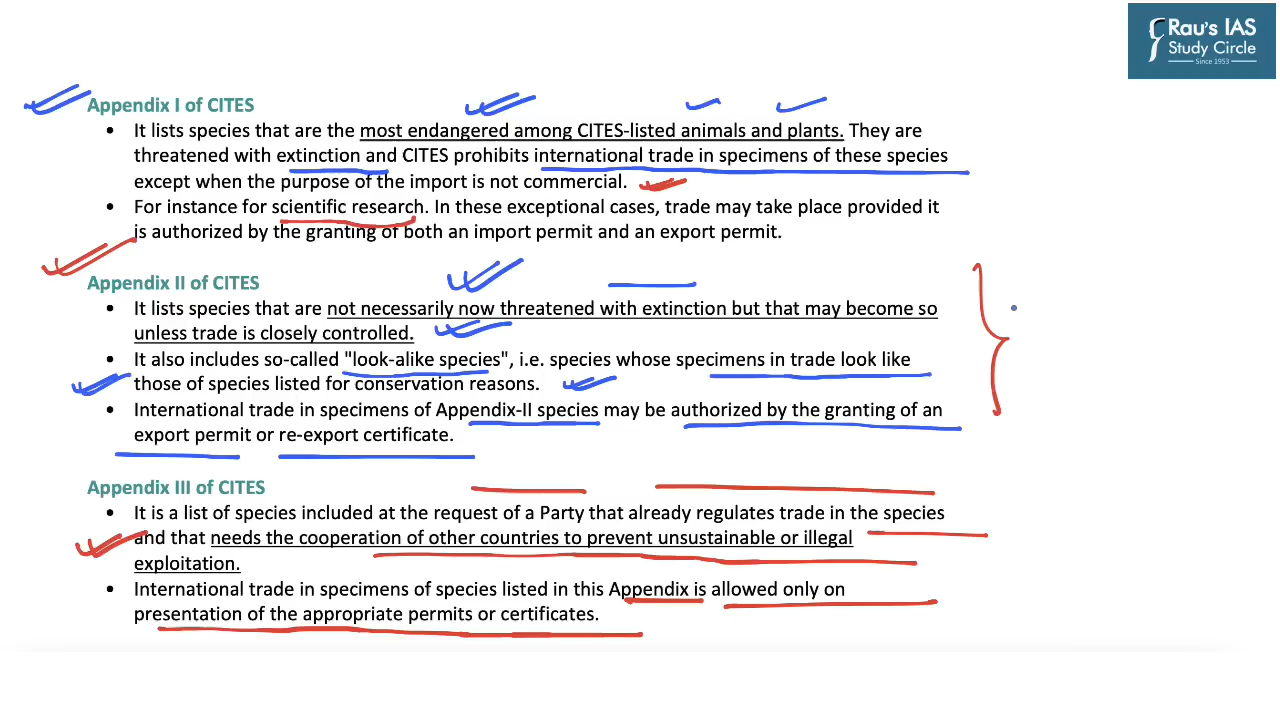 Rau's IAS
Study Circle
Since 1953
Appendix I of CITES
• It lists species that are the most endangered among CITES-listed animals and plants. They are
threatened with extinction and CITES prohibits international trade in specimens of these species
except when the purpose of the import is not commercial.
• For instance for scientific research. In these exceptional cases, trade may take place provided it
is authorized by the granting of both an import permit and an export permit.
Appendix II of CITES
• It lists species that are not necessarily now threatened with extinction but that may become so
unless trade is closely controlled.
• It also includes so-called "look-alike species", i.e. species whose specimens in trade look like
those of species listed for conservation reasons.
• International trade in specimens of Appendix-II species may be authorized by the granting of an
export permit or re-export certificate.
Appendix III of CITES
• It is a list of species included at the request of a Party that already regulates trade in the species
and that needs the cooperation of other countries to prevent unsustainable or illegal
exploitation.
• International trade in specimens of species listed in this Appendix is allowed only on
presentation of the appropriate permits or certificates.